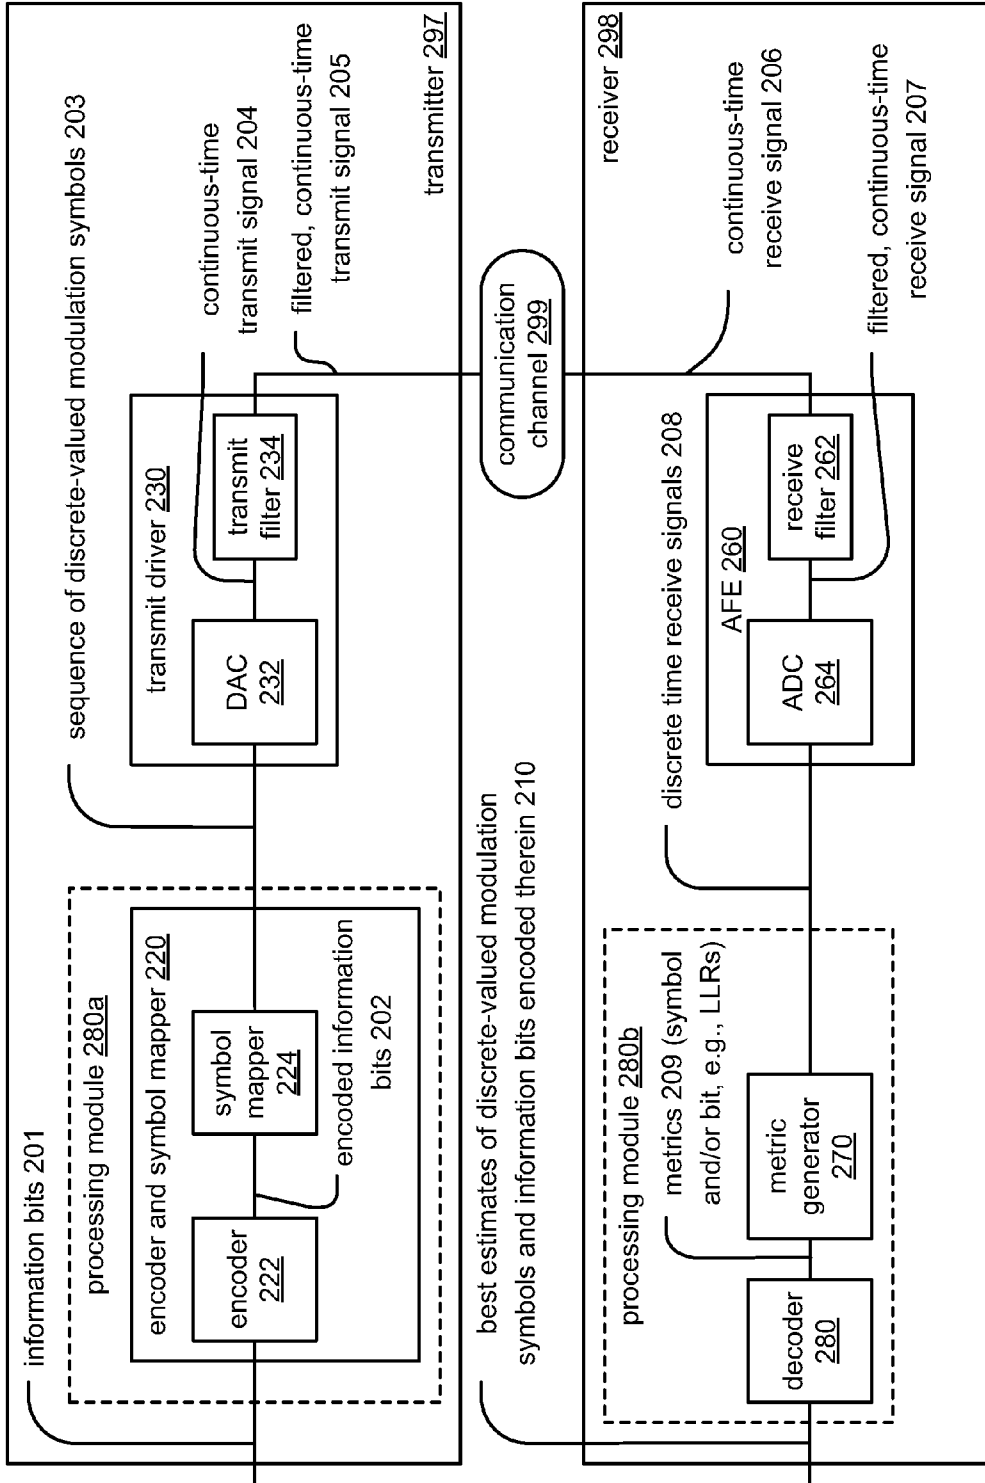 information bits 201
processing module 280a
encoder and symbol mapper 220
encoder
222
symbol
mapper
224
encoded information
bits 202
sequence of discrete-valued modulation symbols 203
transmit driver 230
DAC
232
transmit
filter 234
continuous-time
transmit signal 204
filtered, continuous-time
transmit signal 205
transmitter 297
communication
channel 299
best estimates of discrete-valued modulation
symbols and information bits encoded therein 210
processing module 280b
metrics 209 (symbol
and/or bit, e.g., LLRs)
decoder
280
metric
generator
270
discrete time receive signals 208
AFE 260
ADC
264
receive
filter 262
receiver 298
continuous-time
receive signal 206
filtered, continuous-time
receive signal 207